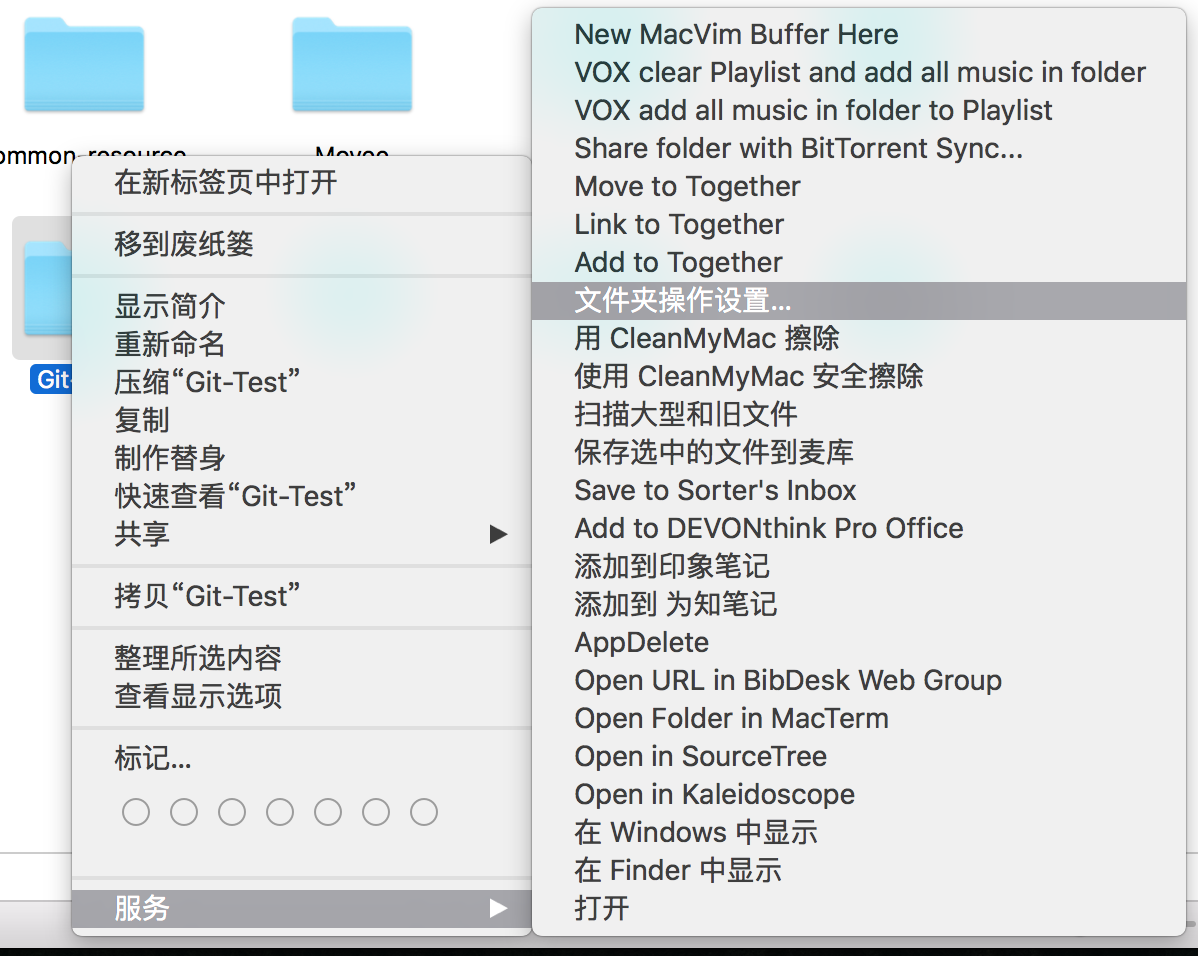 New MacVim Buffer Here
VOX clear Playlist and add all music in folder
VOX add all music in folder to Playlist
Share folder with BitTorrent Sync...
Move to Together
Link to Together
Add to Together
文件夹操作设置...
用 CleanMyMac 擦除
使用 CleanMyMac 安全擦除
扫描大型和旧文件
保存选中的文件到麦库
Save to Sorter's Inbox
Add to DEVONthink Pro Office
添加到印象笔记
添加到 为知笔记
AppDelete
Open URL in BibDesk Web Group
Open Folder in MacTerm
Open in SourceTree
Open in Kaleidoscope
在 Windows 中显示
在 Finder 中显示
打开
在新标签页中打开
移到废纸篓
显示简介
重新命名
压缩“Git-Test”
复制
制作替身
快速查看“Git-Test”
共享
拷贝“Git-Test”
整理所选内容
查看显示选项
标记...
服务
Git-